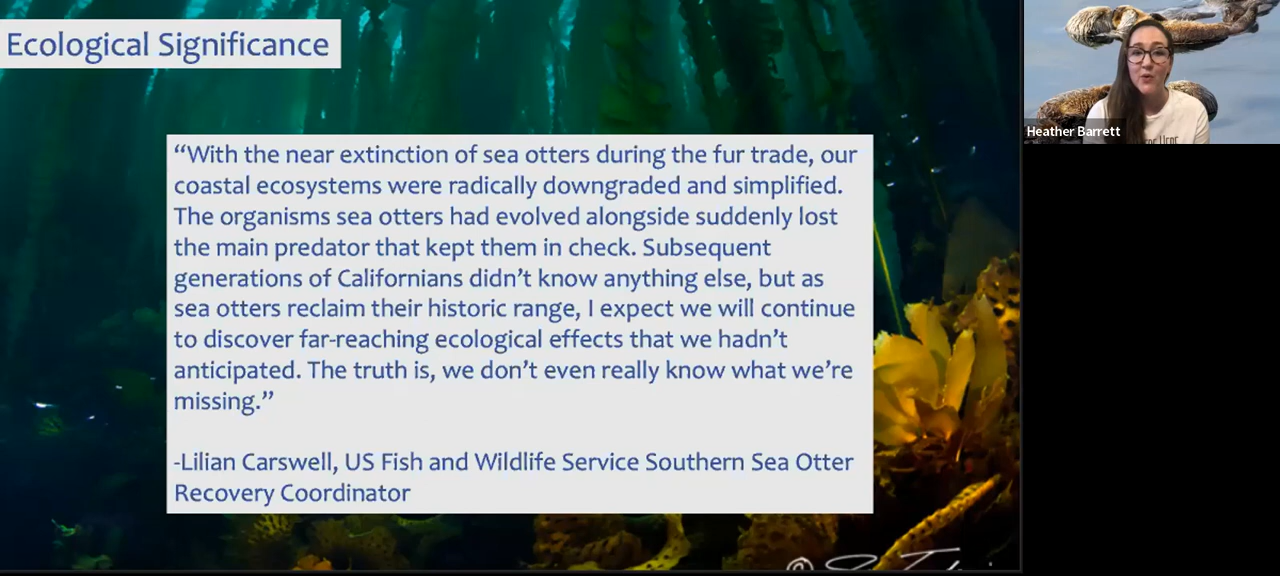 Ecological Significance
“With the near extinction of sea otters during the fur trade, our
coastal ecosystems were radically downgraded and simplified.
The organisms sea otters had evolved alongside suddenly lost
the main predator that kept them in check. Subsequent
generations of Californians didn’t know anything else, but as
sea otters reclaim their historic range, I expect we will continue
to discover far-reaching ecological effects that we hadn’t
anticipated. The truth is, we don’t even really know what we’re
missing.”
-Lilian Carswell, US Fish and Wildlife Service Southern Sea Otter
Recovery Coordinator
Heather Barrett